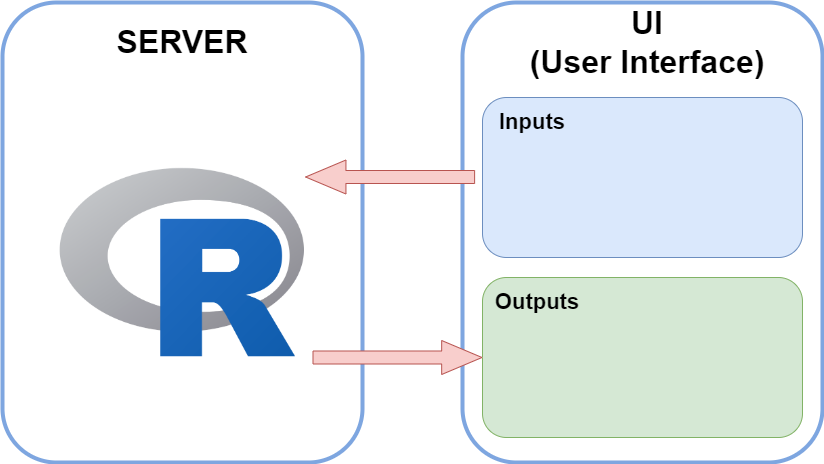 SERVER
UI
(User Interface)
Inputs
R
Outputs